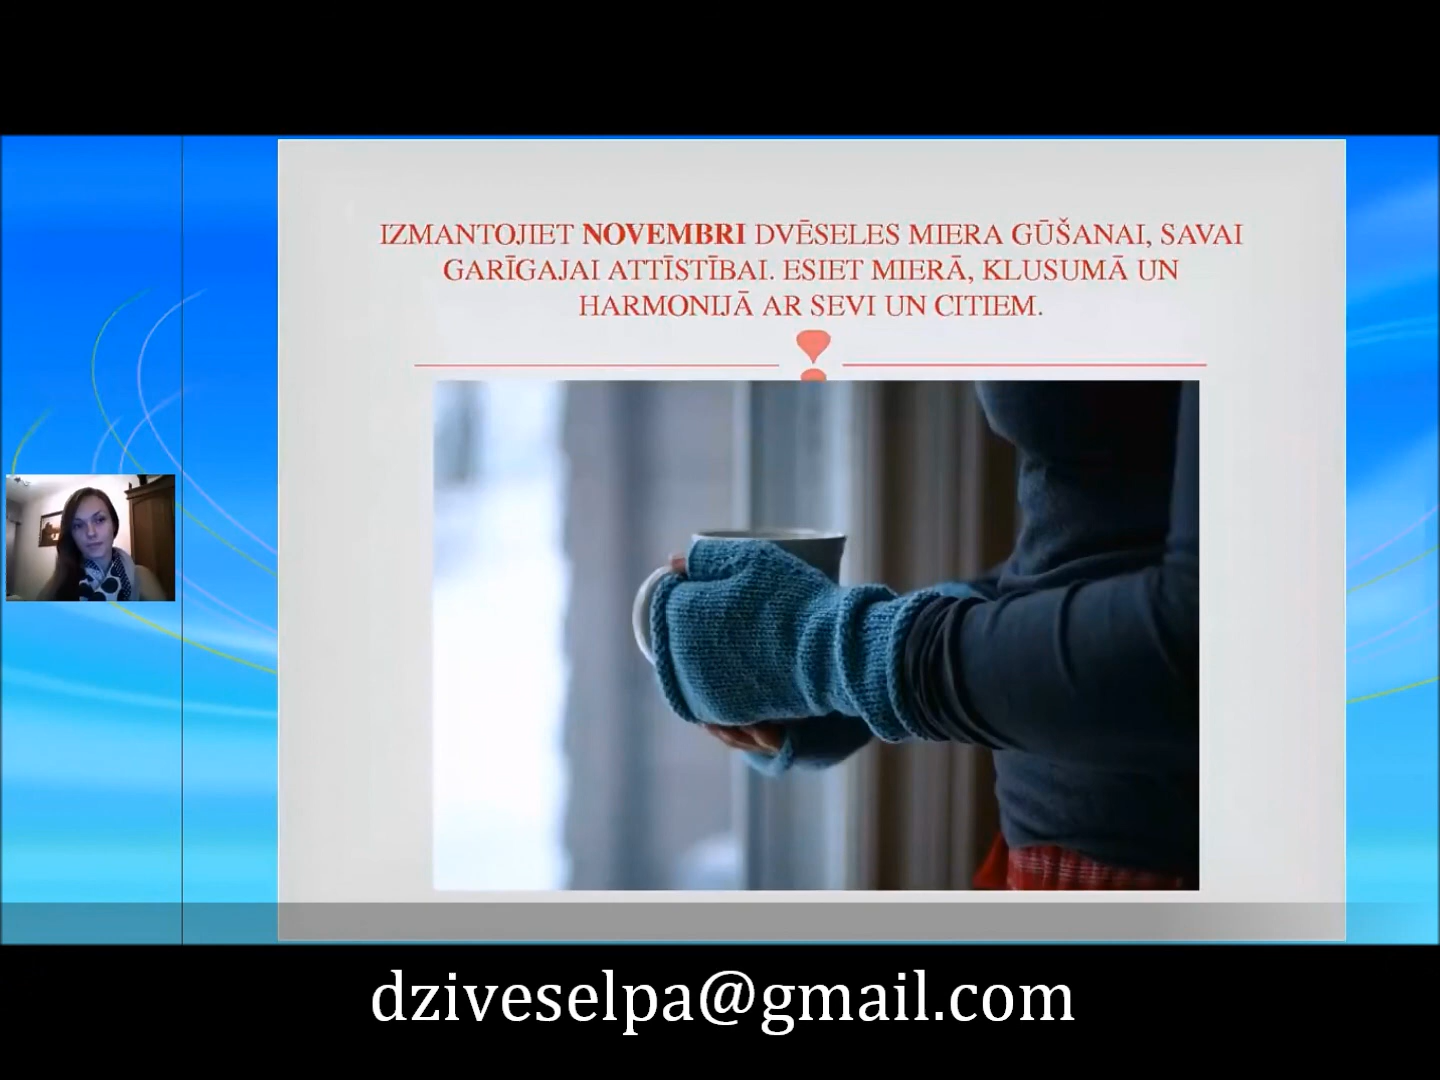 IZMANTOJIET NOVEMBRI DVĒSELES MIERA GŪŠANAI, SAVAI
GARĪGAJAI ATTĪSTĪBAI. ESIET MIERĀ, KLUSUMĀ UN
HARMONIJĀ AR SEVI UN CITIEM.
dziveselpa@gmail.com